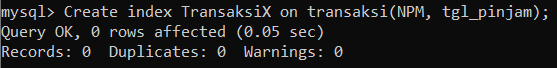 mysql> Create index TransaksiX on transaksi(NPM, tgl_pinjam);
Query OK, 0 rows affected (0.05 sec)
Records: 0  Duplicates: 0  Warnings: 0